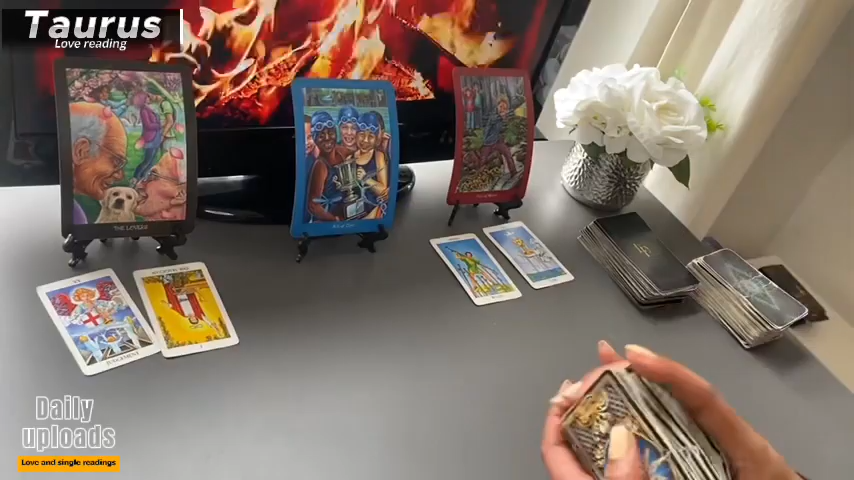 Taurus
Love reading
THE LOVERS
JUDGEMENT
Daily
uploads
Love and single readings